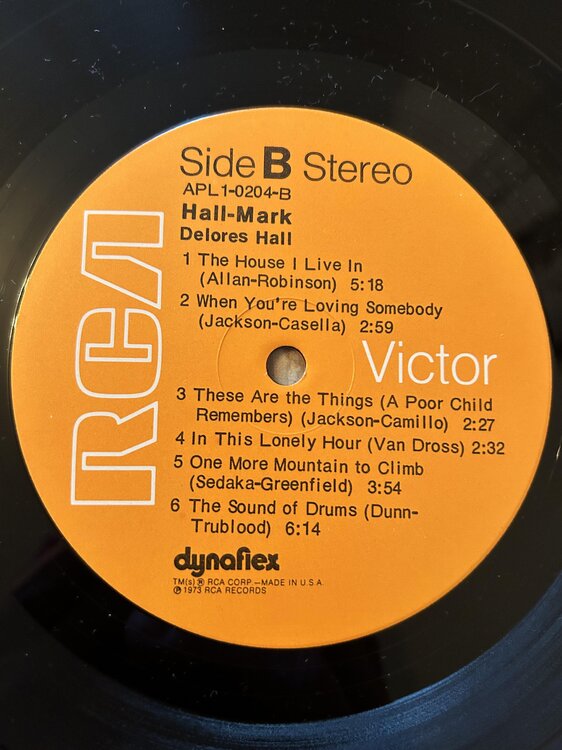 Side B Stereo
APL1-0204-B
Hall-Mark
Delores Hall
1 The House I Live In
(Allan-Robinson) 5:18
2 When You're Loving Somebody
(Jackson-Casella) 2:59
RCA Victor
3 These Are the Things (A Poor Child
Remembers) (Jackson-Camillo) 2:27
4 In This Lonely Hour (Van Dross) 2:32
5 One More Mountain to Climb
(Sedaka-Greenfield) 3:54
6 The Sound of Drums (Dunn-
Trublood) 6:14
dynaflex
TM(s) ® RCA CORP.—MADE IN U.S.A.
℗ 1973 RCA RECORDS